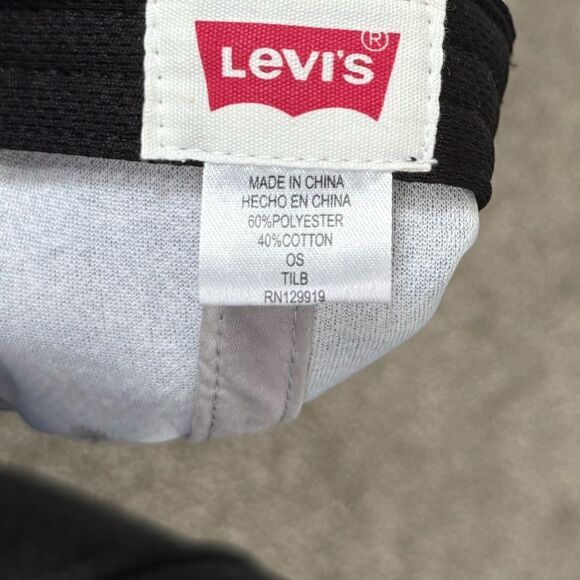 Levi's ®
MADE IN CHINA
HECHO EN CHINA
60%POLYESTER
40%COTTON
OS
TILB
RN129919